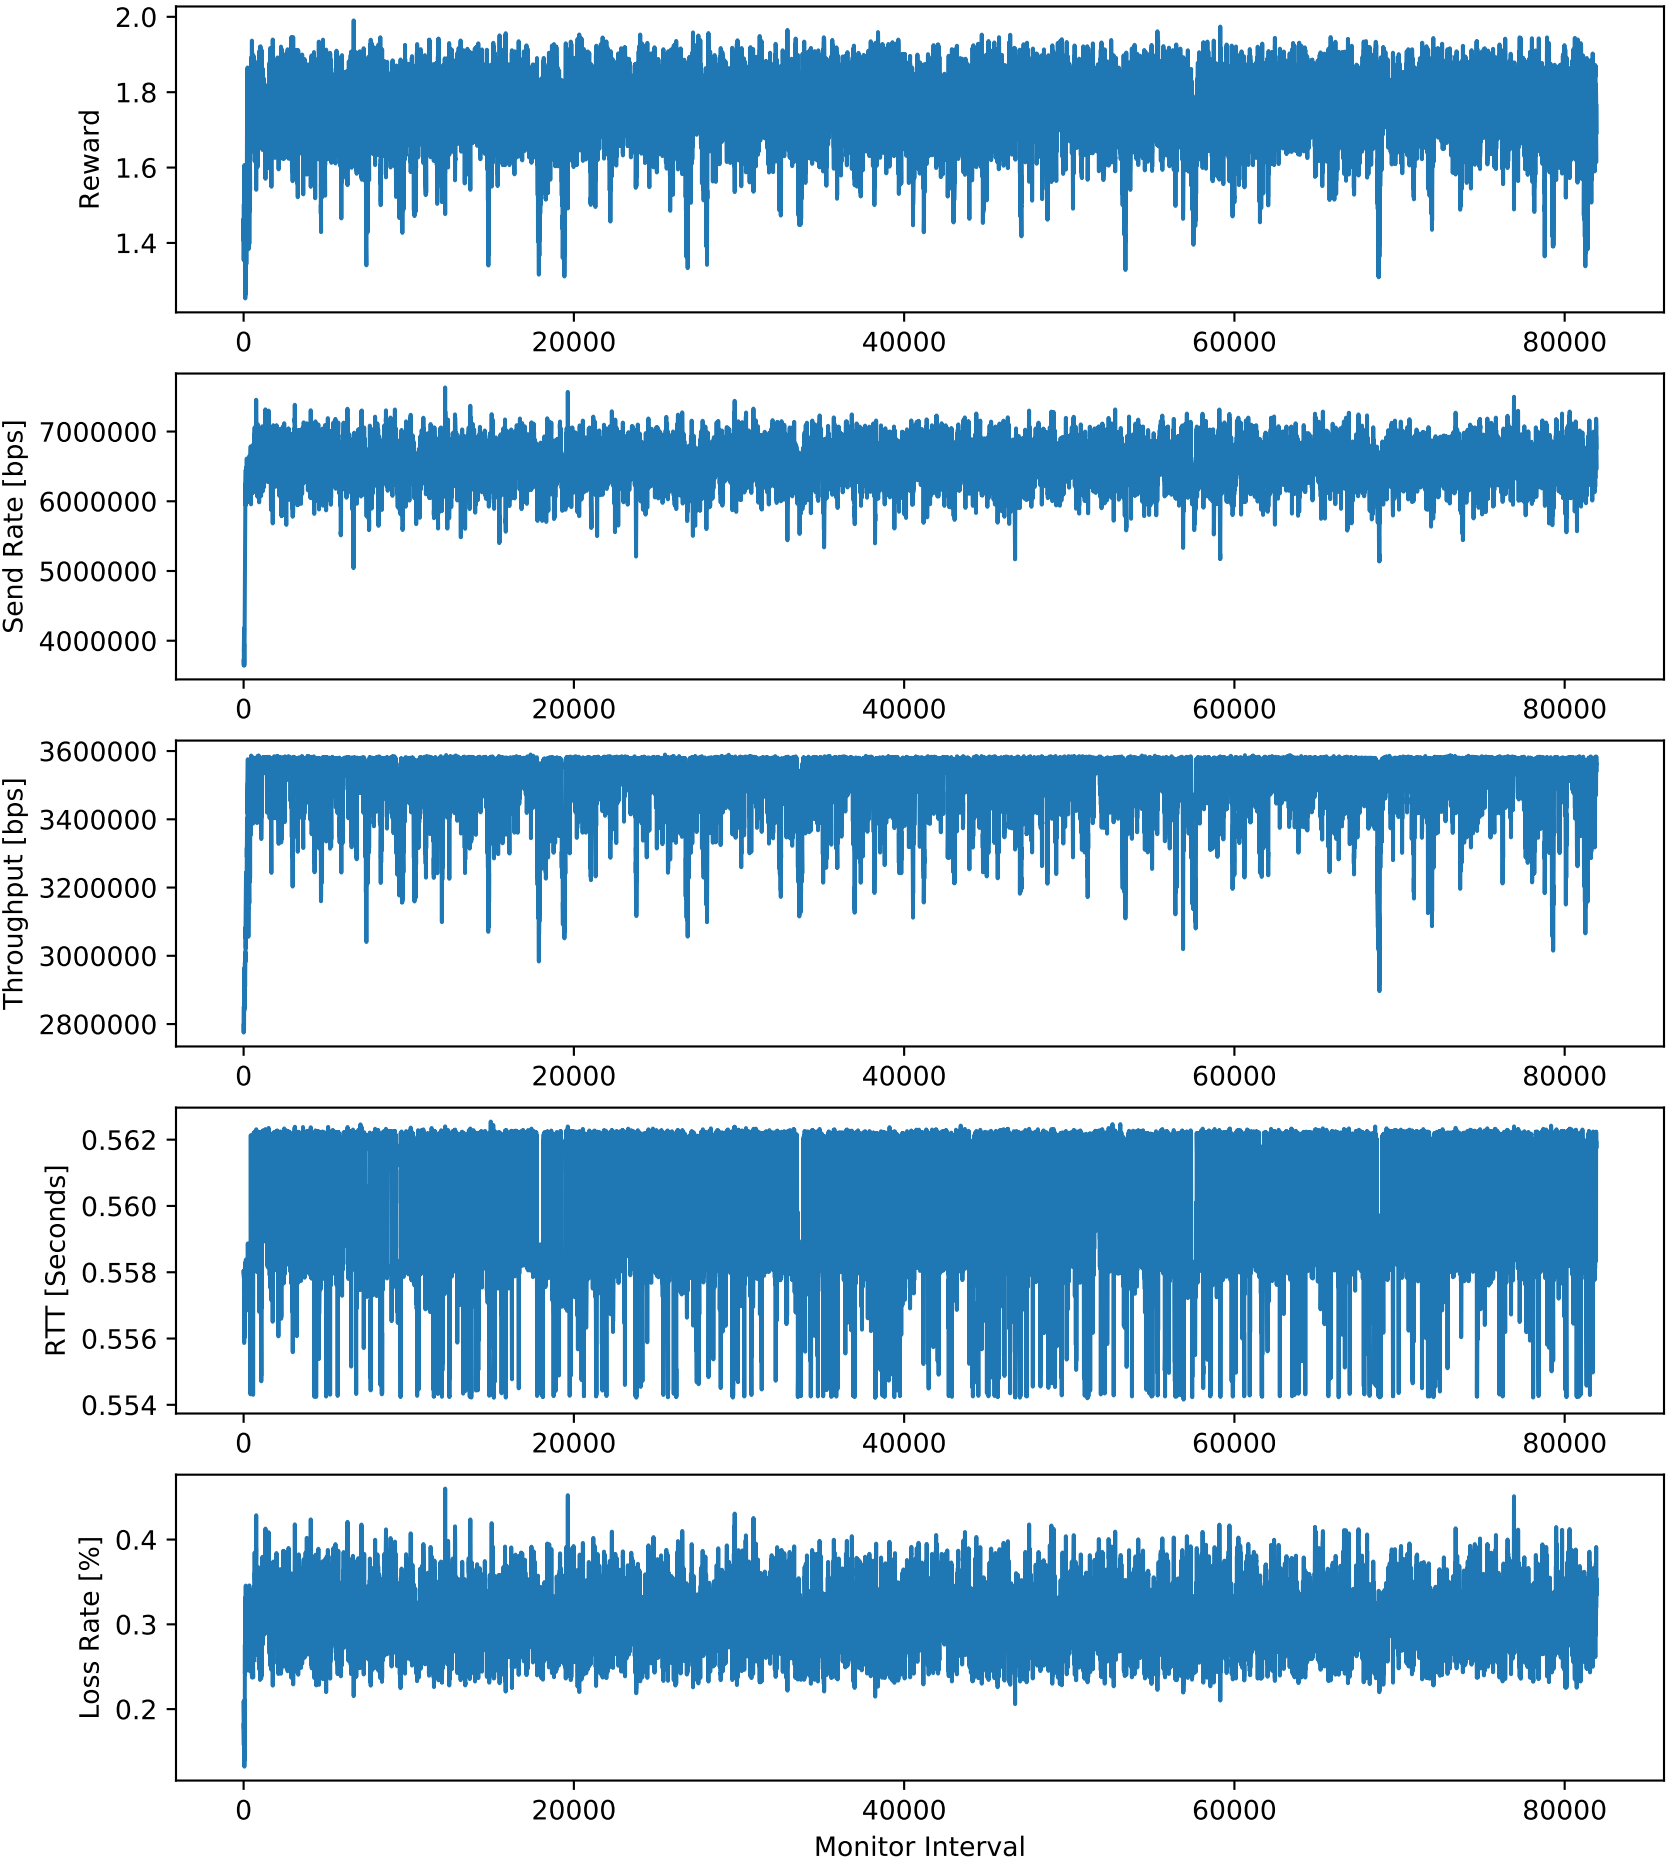 Reward
2.0
1.8
1.6
1.4
0 20000 40000 60000 80000
Send Rate [bps]
7000000
6000000
5000000
4000000
0 20000 40000 60000 80000
Throughput [bps]
3600000
3400000
3200000
3000000
2800000
0 20000 40000 60000 80000
RTT [Seconds]
0.562
0.560
0.558
0.556
0.554
0 20000 40000 60000 80000
Loss Rate [%]
0.4
0.3
0.2
0 20000 40000 60000 80000
Monitor Interval